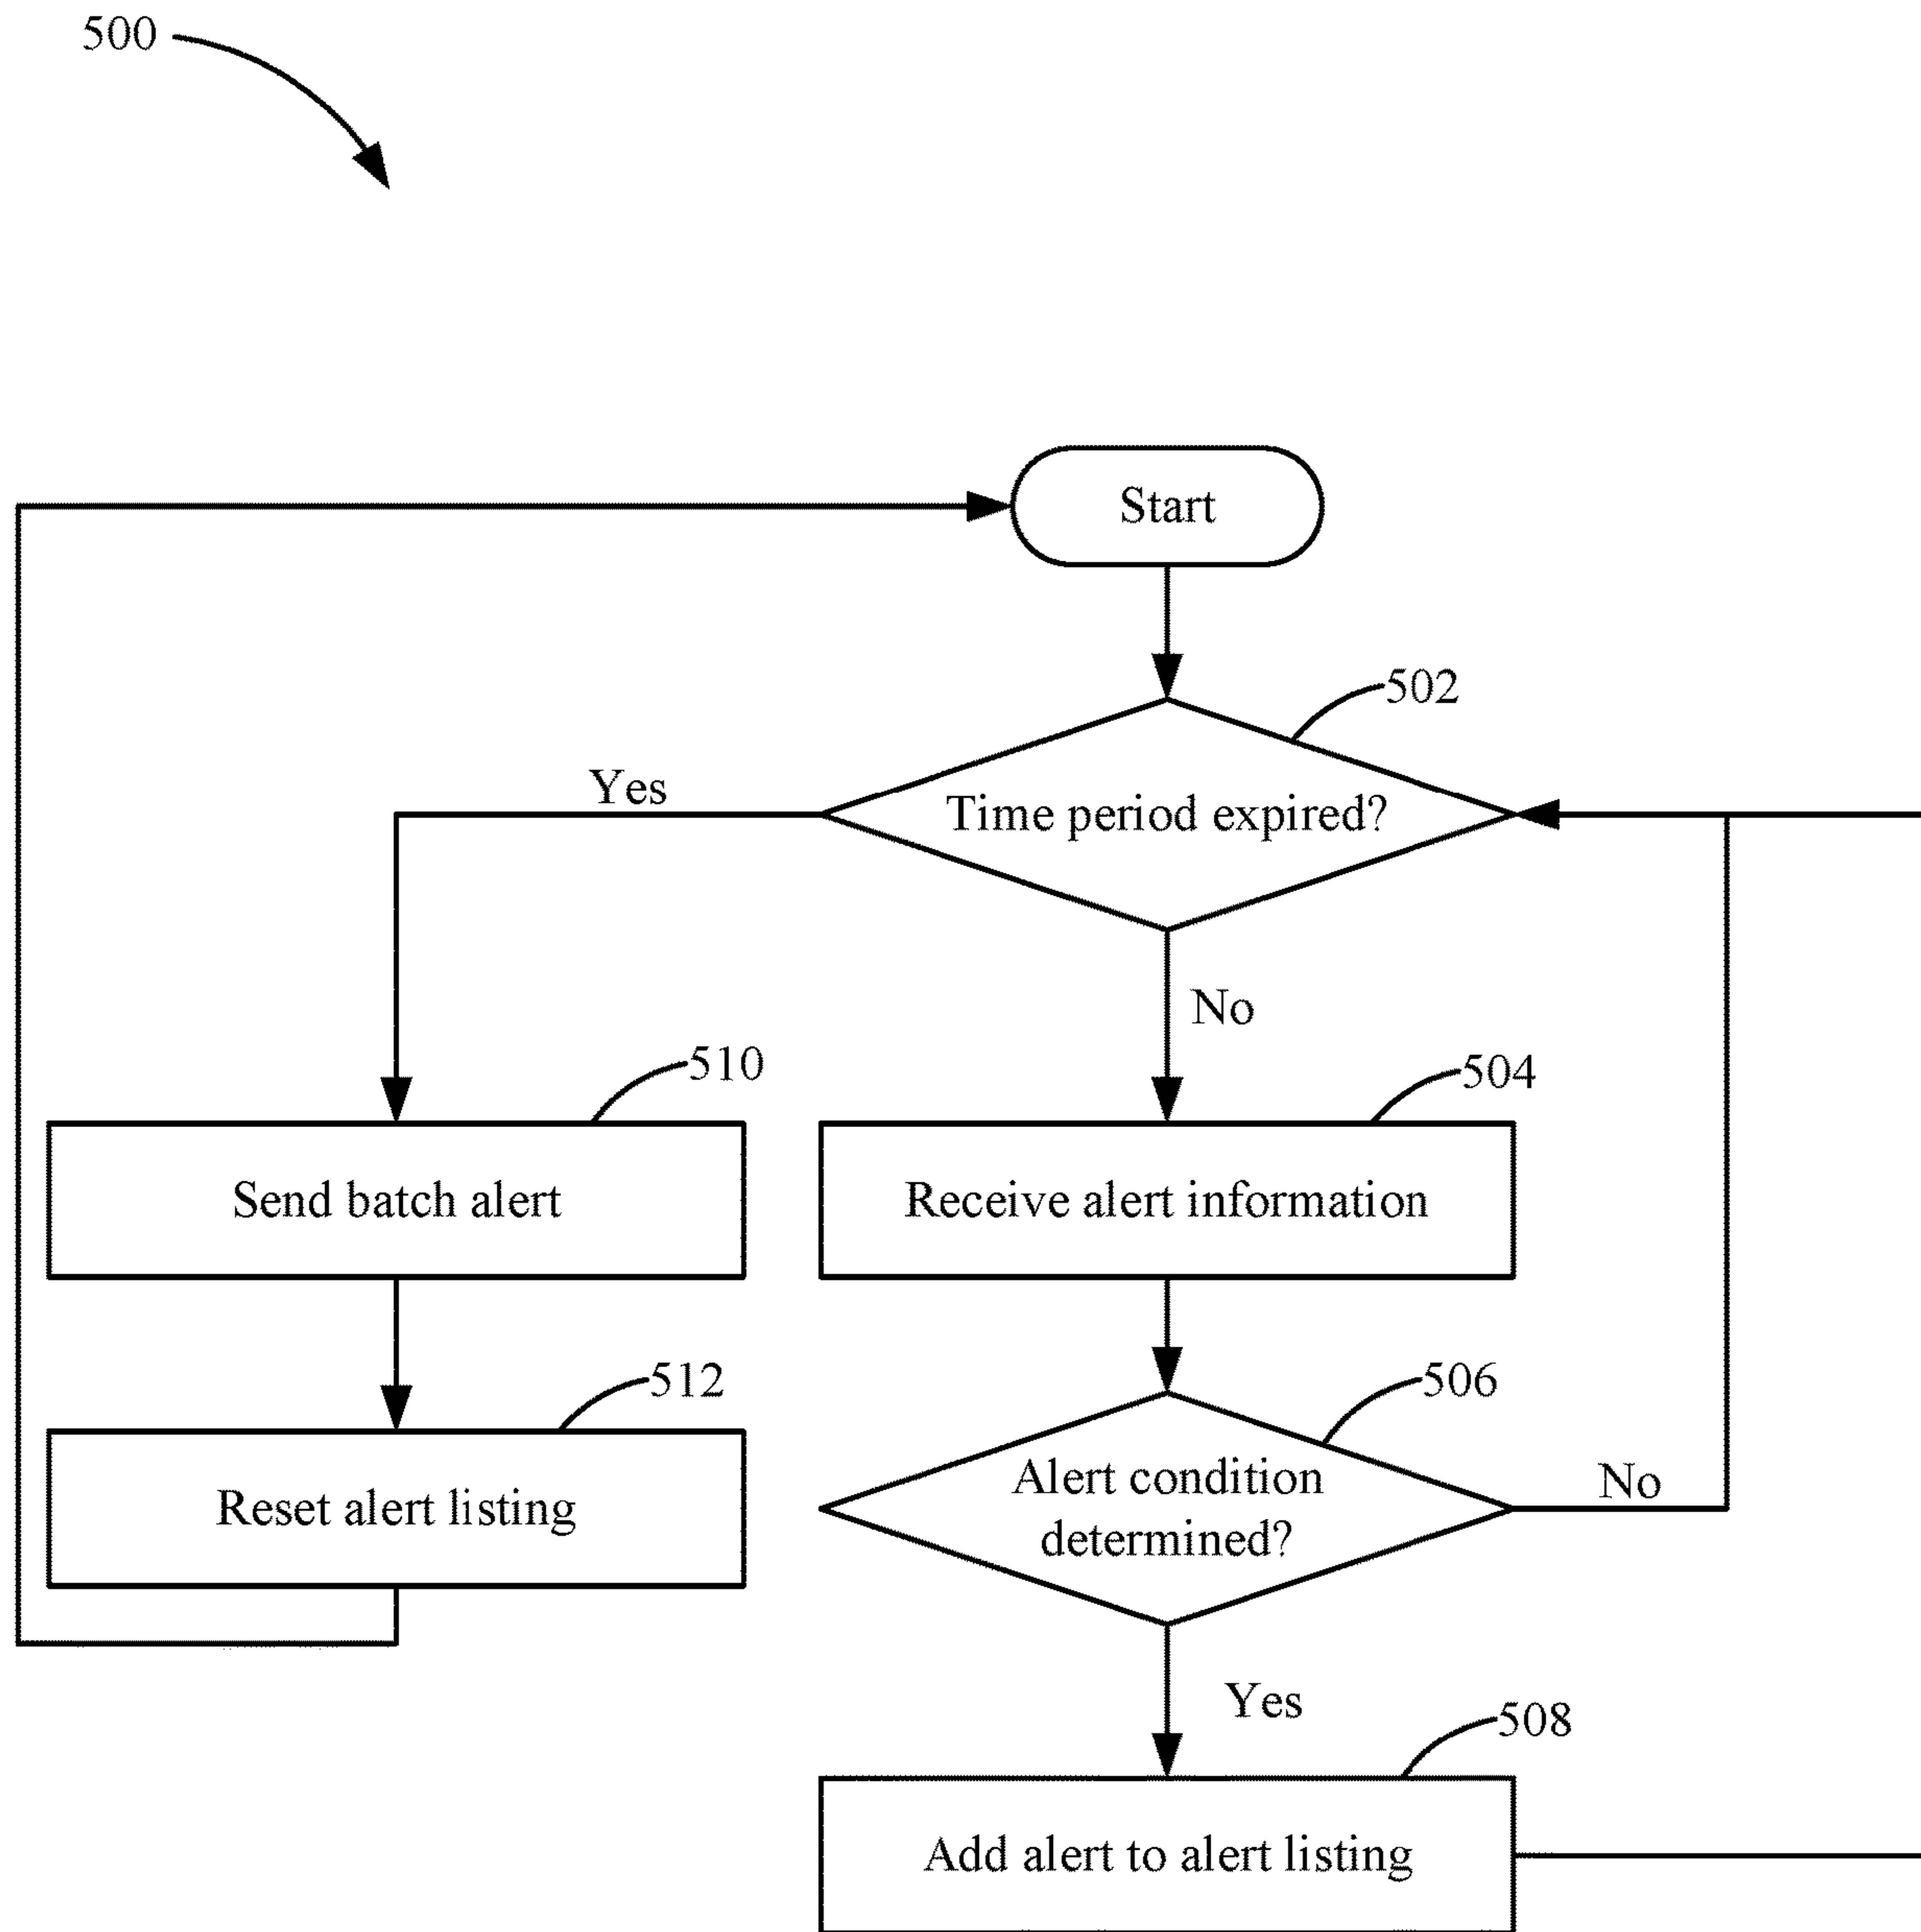 500
Start
502
Time period expired?
Yes
No
510
504
Send batch alert
Receive alert information
512
506
Reset alert listing
Alert condition
determined?
No
Yes
508
Add alert to alert listing